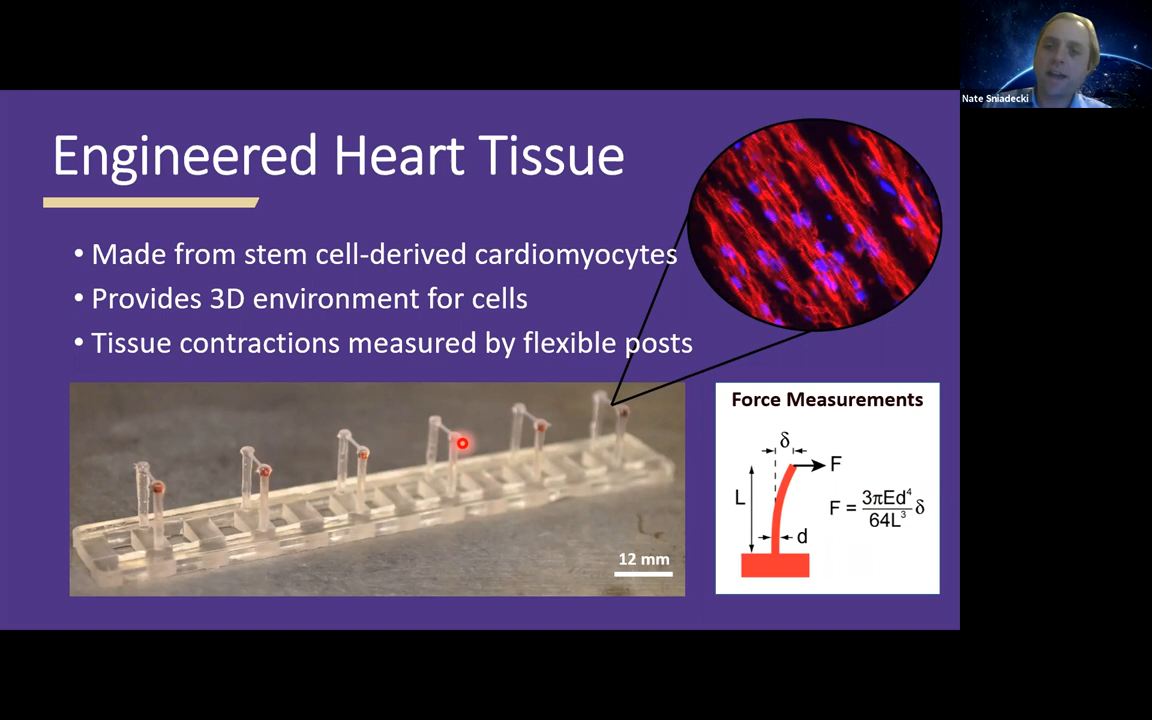 Nate Sniadecki
Engineered Heart Tissue
• Made from stem cell-derived cardiomyocytes
• Provides 3D environment for cells
• Tissue contractions measured by flexible posts
12 mm
Force Measurements
δ
F
L
d
F = 3πEd⁴/64L³ δ